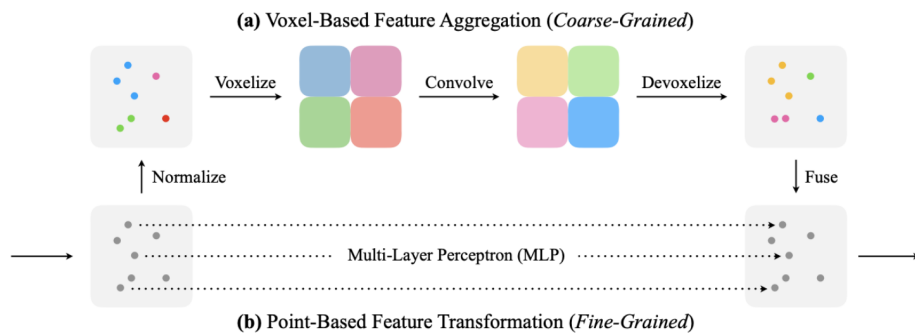 (a) Voxel-Based Feature Aggregation (Coarse-Grained)
Voxelize
Convolve
Devoxelize
Normalize
Fuse
Multi-Layer Perceptron (MLP)
(b) Point-Based Feature Transformation (Fine-Grained)